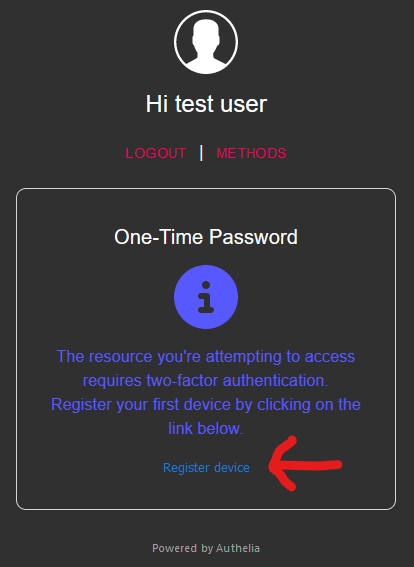 Hi test user
LOGOUT | METHODS
One-Time Password
The resource you're attempting to access
requires two-factor authentication.
Register your first device by clicking on the
link below.
Register device
Powered by Authelia